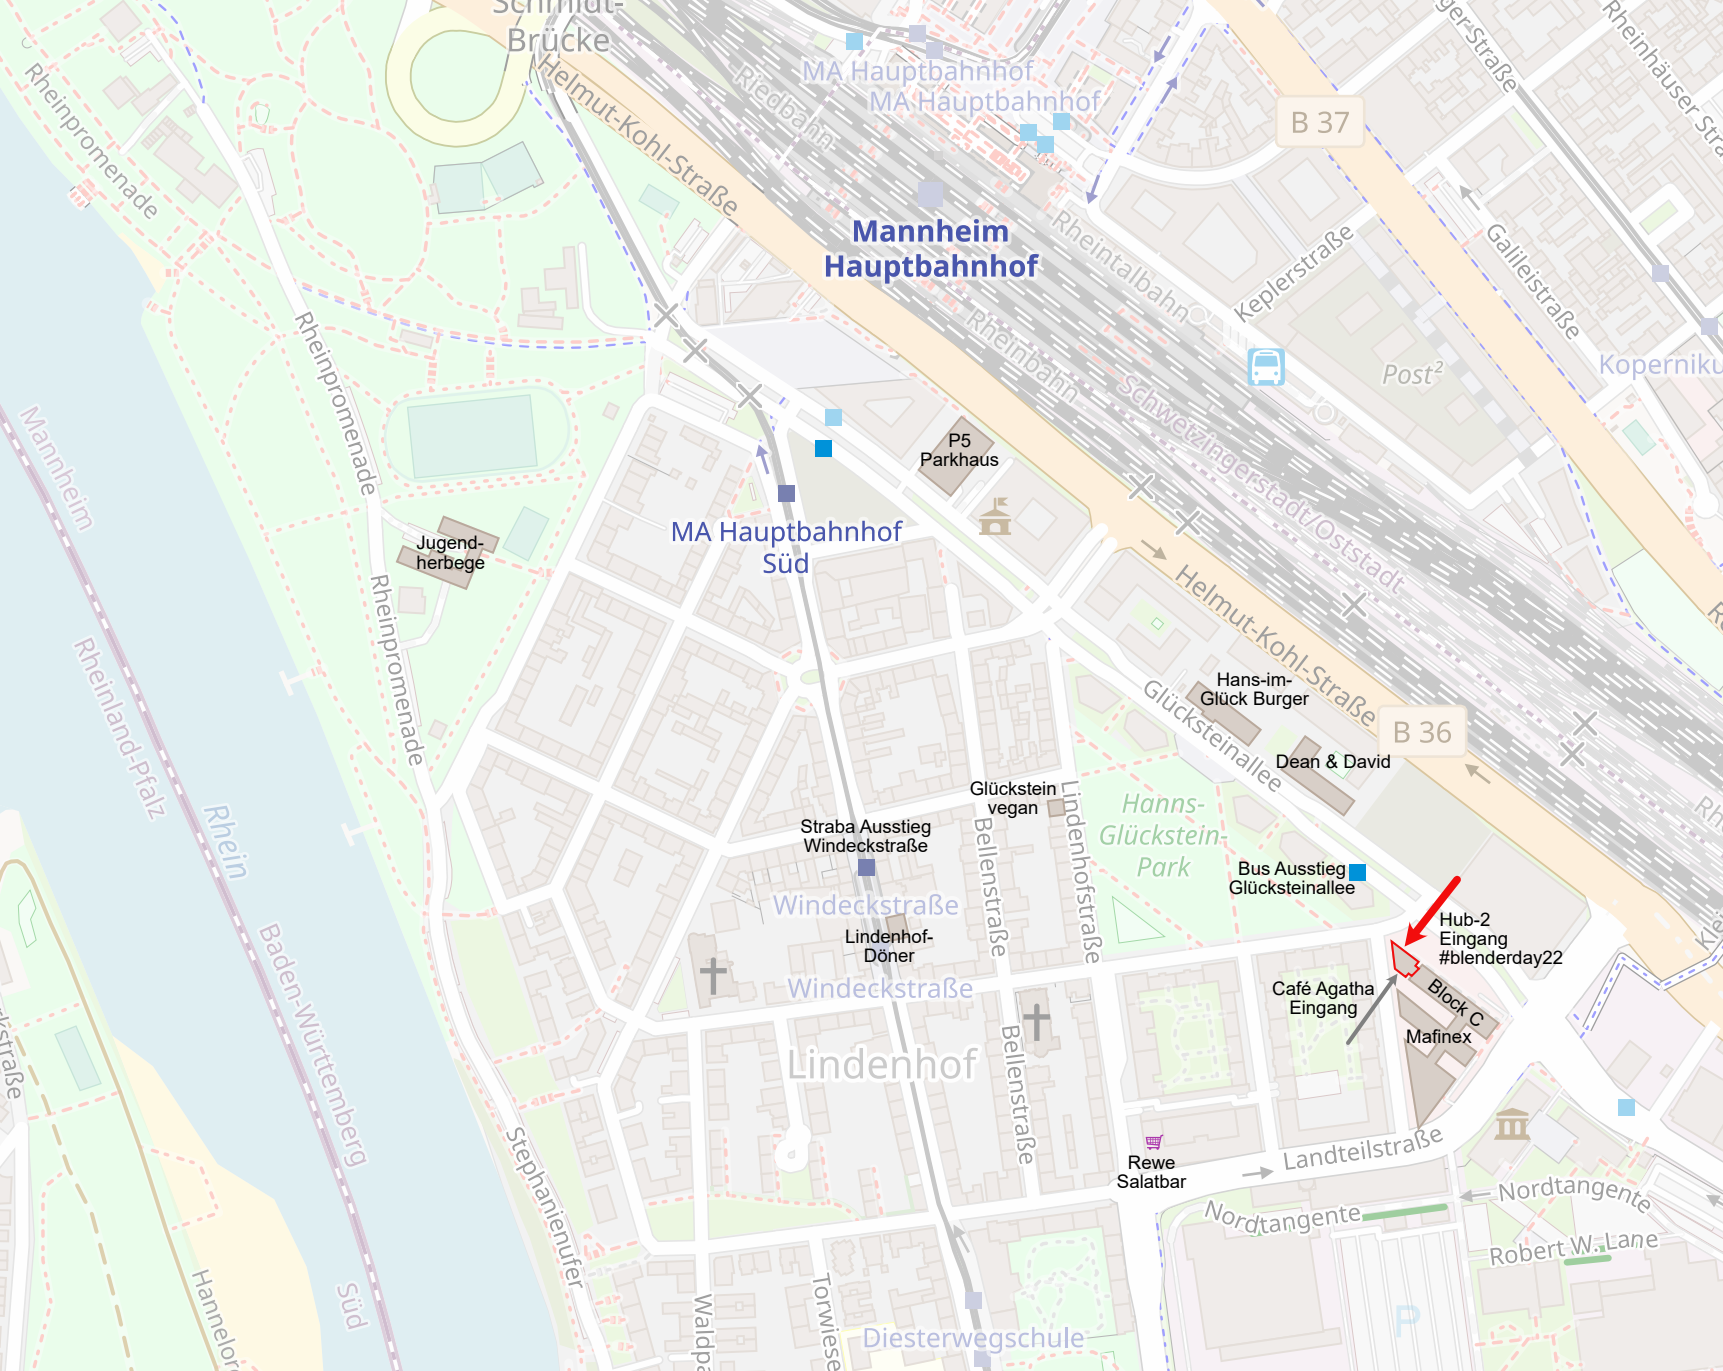 Schmidt-
Brücke
Helmut-Kohl-Straße
Riedbahn
MA Hauptbahnhof
MA Hauptbahnhof
B 37
Rheinhäuser
Rheinpromenade
Mannheim
Hauptbahnhof
Rheintalbahn
Keplerstraße
Galileistraße
Rheinbahn
Post²
Schwetzingerstadt/Oststadt
Rheinpromenade
Mannheim
P5
Parkhaus
MA Hauptbahnhof
Süd
Jugend-
herbege
Rheinpromenade
Rheinland-Pfalz
Helmut-Kohl-Straße
Hans-im-
Glück Burger
Glücksteinallee
B 36
Dean & David
Glückstein
vegan
Lindenhofstraße
Hanns-
Glückstein-
Park
Rhein
Straba Ausstieg
Windeckstraße
Bellenstraße
Bus Ausstieg
Glücksteinallee
Windeckstraße
Lindenhof-
Döner
Hub-2
Eingang
#blenderday22
Baden-Württemberg
Windeckstraße
Café Agatha
Eingang
Block C
Mafinex
Lindenhof
Bellenstraße
Stephanienufer
Rewe
Salatbar
Landteilstraße
Nordtangente
Nordtangente
Robert W. Lane
Süd
P
Diesterwegschule